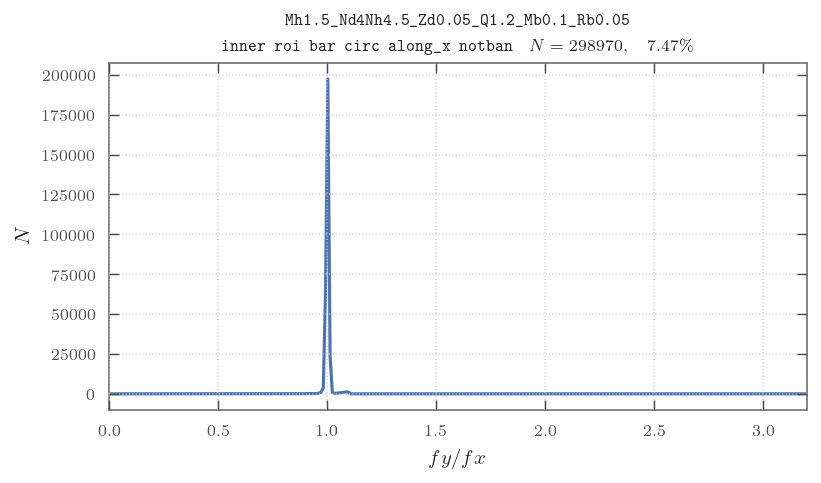 Mh1.5_Nd4Nh4.5_Zd0.05_Q1.2_Mb0.1_Rb0.05
inner roi bar circ along_x notban N = 298970, 7.47%
200000
175000
150000
125000
100000
75000
50000
25000
0
N
0.0 0.5 1.0 1.5 2.0 2.5 3.0
fy/fx